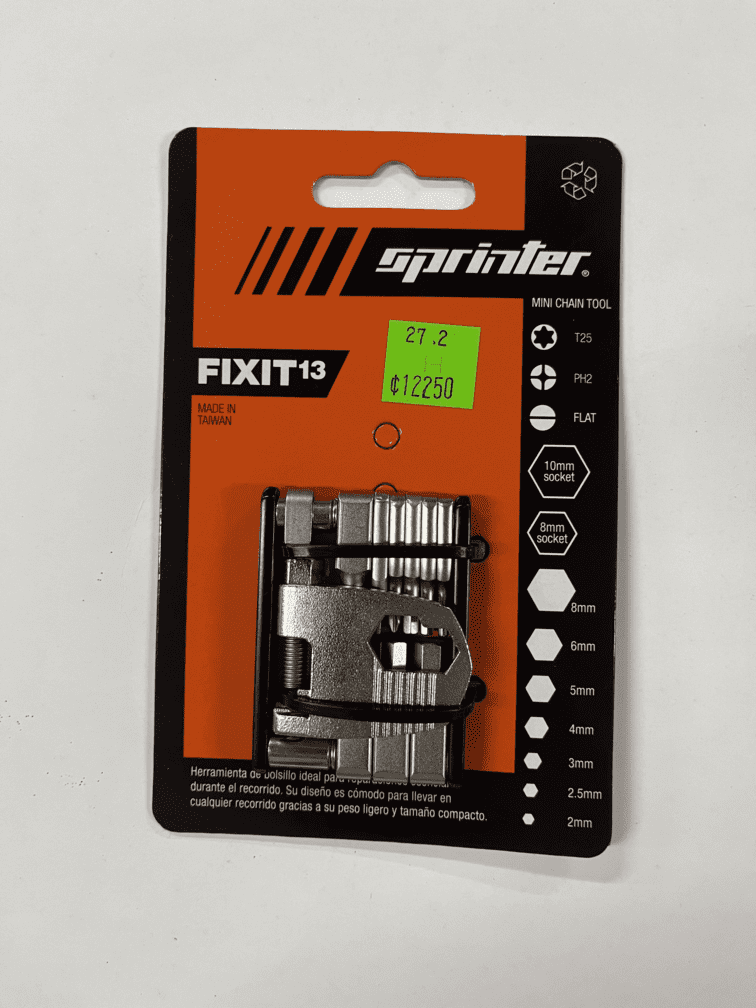 sprinter®
MINI CHAIN TOOL
27.2
₡12250
FIXIT13
MADE IN
TAIWAN
T25
PH2
FLAT
10mm
socket
8mm
socket
8mm
6mm
5mm
4mm
3mm
2.5mm
2mm
Herramienta de bolsillo ideal para
durante el recorrido. Su diseño es cómodo para llevar en
cualquier recorrido gracias a su peso ligero y tamaño compacto.